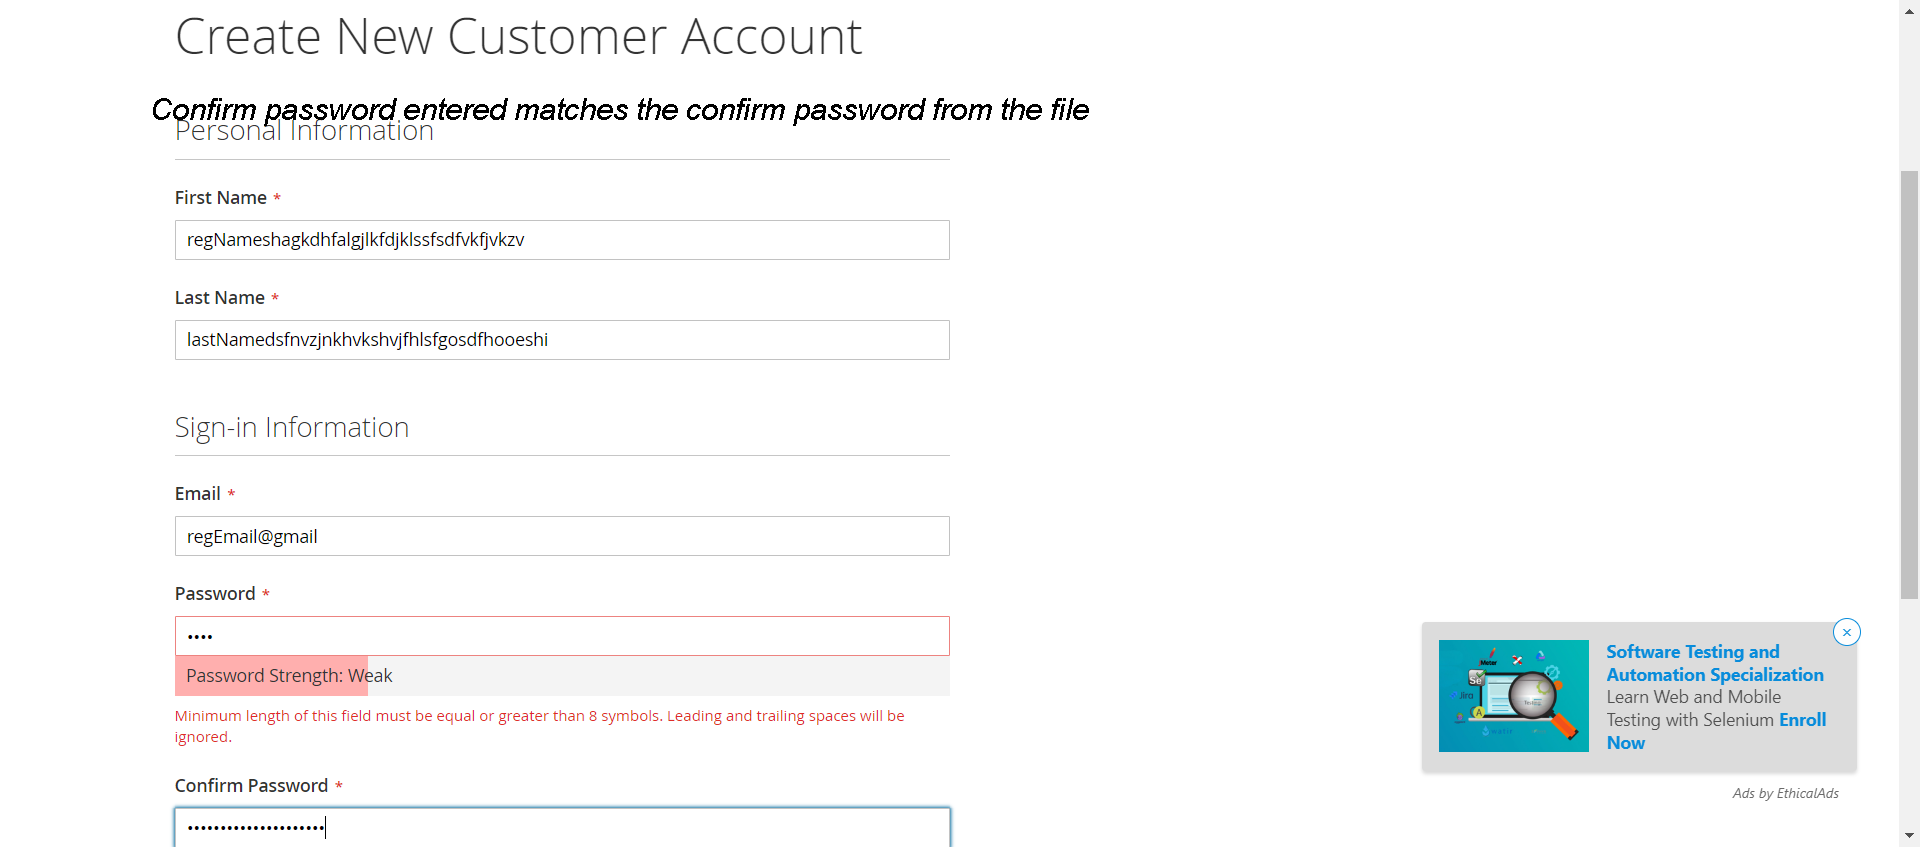 Create New Customer Account
Confirm password entered matches the confirm password from the file
Personal Information
First Name *
regNameshagkdhfalgjlkfdjklssfsdfvkfjvkzv
Last Name *
lastNamedsfnvzjnkhvkshvjfhlsfgosdfhooeshi
Sign-in Information
Email *
regEmail@gmail
Password *
••••
Password Strength: Weak
Minimum length of this field must be equal or greater than 8 symbols. Leading and trailing spaces will be
ignored.
Confirm Password *
•••••••••••••••••••••
Software Testing and
Automation Specialization
Learn Web and Mobile
Testing with Selenium Enroll
Now
Meter
Se
Jira
Ads by EthicalAds